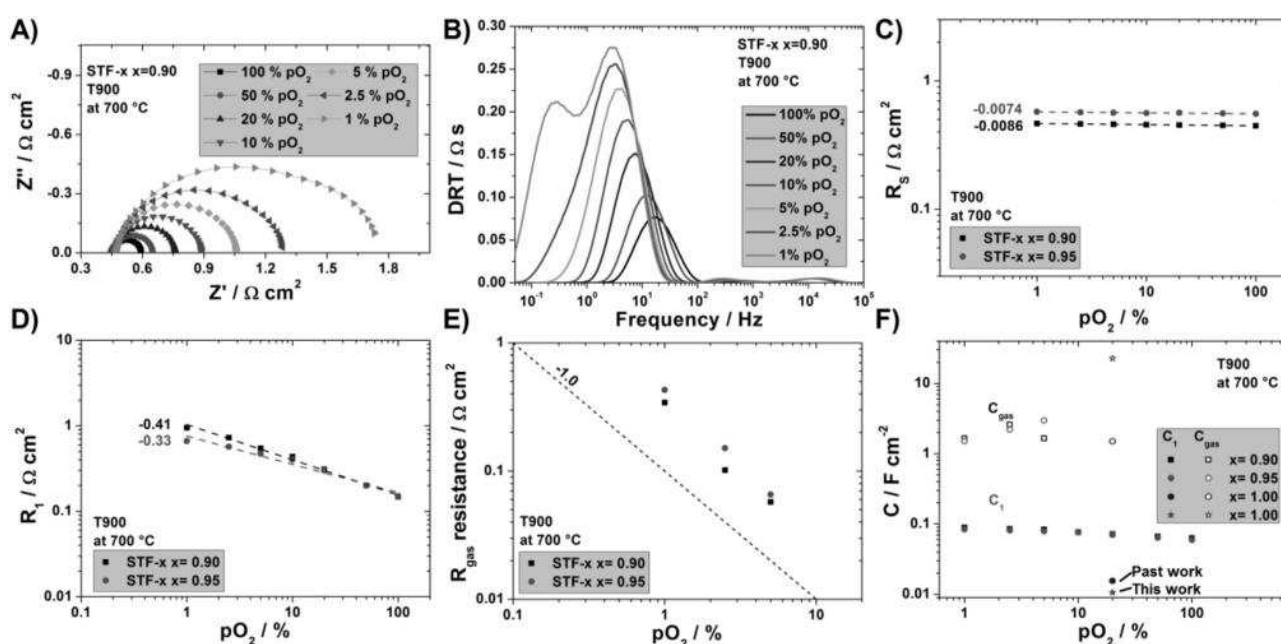 A)
STF-x x=0.90
T900
at 700 °C
100 % pO2
5 % pO2
50 % pO2
2.5 % pO2
20 % pO2
1 % pO2
10 % pO2
-0.9
-0.6
-0.3
0.0
0.3
0.6
0.9
1.2
1.5
1.8
Z'' / Ω cm²
Z' / Ω cm²
B)
STF-x x=0.90
T900
at 700 °C
100% pO2
50% pO2
20% pO2
10% pO2
5% pO2
2.5% pO2
1% pO2
0.30
0.25
0.20
0.15
0.10
0.05
0.00
10⁻¹
10⁰
10¹
10²
10³
10⁴
10⁵
DRT / Ω s
Frequency / Hz
C)
1
0.1
-0.0074
-0.0086
T900
at 700 °C
STF-x x= 0.90
STF-x x= 0.95
1
10
100
RS / Ω cm²
pO2 / %
D)
10
1
0.1
0.01
-0.41
-0.33
T900
at 700 °C
STF-x x= 0.90
STF-x x= 0.95
0.1
1
10
100
R1 / Ω cm²
pO2 / %
E)
1
0.1
0.01
-1.0
T900
at 700 °C
STF-x x= 0.90
STF-x x= 0.95
0.1
1
10
Rgas resistance / Ω cm²
pO2 / %
F)
10
1
0.1
0.01
T900
at 700 °C
Cgas
C1
C1 Cgas
x= 0.90
x= 0.95
x= 1.00
x= 1.00
Past work
This work
1
10
100
C / F cm⁻²
pO2 / %